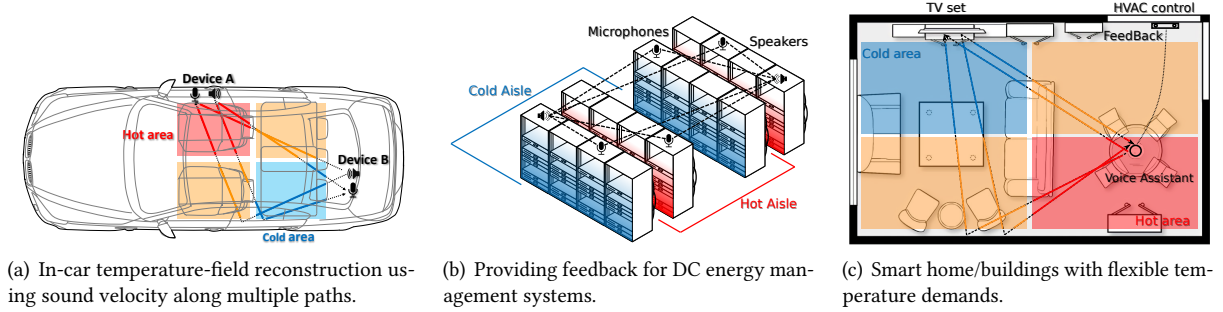 Device A
Hot area
Device B
Cold area
(a) In-car temperature-field reconstruction us-
ing sound velocity along multiple paths.
Microphones
Speakers
Cold Aisle
Hot Aisle
(b) Providing feedback for DC energy man-
agement systems.
TV set
HVAC control
FeedBack
Cold area
Voice Assistant
Hot area
(c) Smart home/buildings with flexible tem-
perature demands.